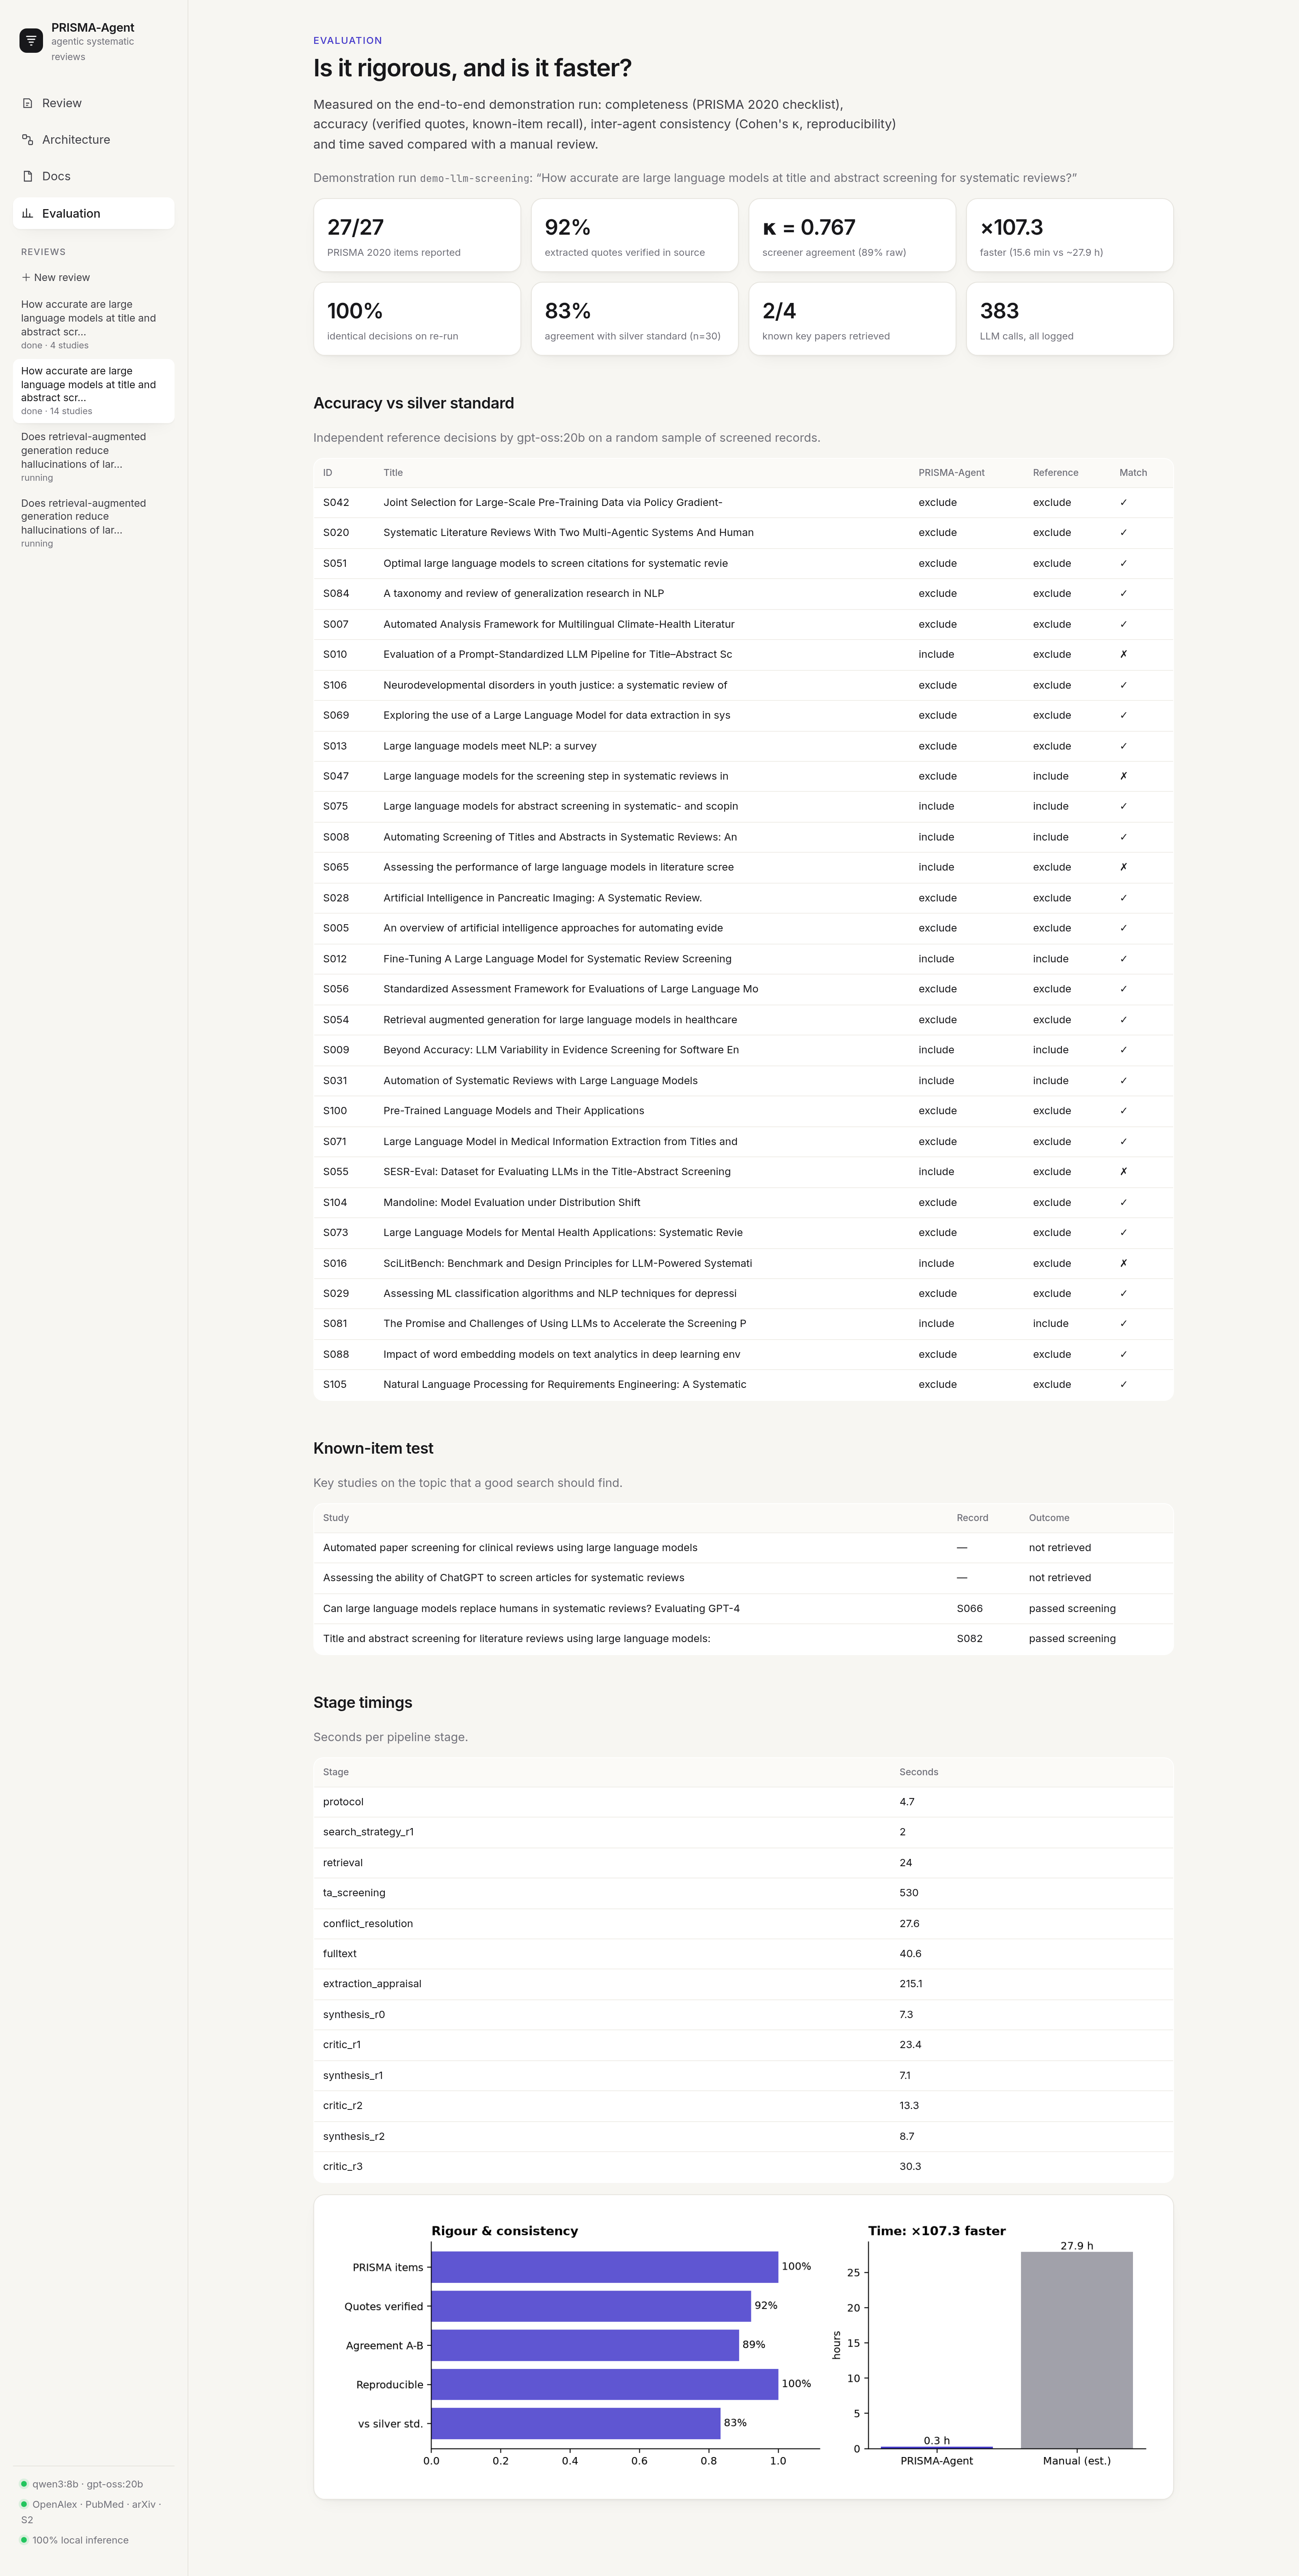 PRISMA-Agent
agentic systematic
reviews
Review
Architecture
Docs
Evaluation
REVIEWS
+ New review
How accurate are large
language models at title and
abstract scr...
done · 4 studies
How accurate are large
language models at title and
abstract scr...
done · 14 studies
Does retrieval-augmented
generation reduce
hallucinations of lar...
running
Does retrieval-augmented
generation reduce
hallucinations of lar...
running
qwen3:8b · gpt-oss:20b
OpenAlex · PubMed · arXiv ·
S2
100% local inference
EVALUATION
Is it rigorous, and is it faster?
Measured on the end-to-end demonstration run: completeness (PRISMA 2020 checklist),
accuracy (verified quotes, known-item recall), inter-agent consistency (Cohen's κ, reproducibility)
and time saved compared with a manual review.
Demonstration run demo-llm-screening: “How accurate are large language models at title and abstract screening for systematic reviews?”
27/27
PRISMA 2020 items reported
92%
extracted quotes verified in source
κ = 0.767
screener agreement (89% raw)
×107.3
faster (15.6 min vs ~27.9 h)
100%
identical decisions on re-run
83%
agreement with silver standard (n=30)
2/4
known key papers retrieved
383
LLM calls, all logged
Accuracy vs silver standard
Independent reference decisions by gpt-oss:20b on a random sample of screened records.
ID Title PRISMA-Agent Reference Match
S042 Joint Selection for Large-Scale Pre-Training Data via Policy Gradient- exclude exclude ✓
S020 Systematic Literature Reviews With Two Multi-Agentic Systems And Human exclude exclude ✓
S051 Optimal large language models to screen citations for systematic revie exclude exclude ✓
S084 A taxonomy and review of generalization research in NLP exclude exclude ✓
S007 Automated Analysis Framework for Multilingual Climate-Health Literatur exclude exclude ✓
S010 Evaluation of a Prompt-Standardized LLM Pipeline for Title–Abstract Sc include exclude ✗
S106 Neurodevelopmental disorders in youth justice: a systematic review of exclude exclude ✓
S069 Exploring the use of a Large Language Model for data extraction in sys exclude exclude ✓
S013 Large language models meet NLP: a survey exclude exclude ✓
S047 Large language models for the screening step in systematic reviews in exclude include ✗
S075 Large language models for abstract screening in systematic- and scopin include include ✓
S008 Automating Screening of Titles and Abstracts in Systematic Reviews: An include include ✓
S065 Assessing the performance of large language models in literature scree include exclude ✗
S028 Artificial Intelligence in Pancreatic Imaging: A Systematic Review. exclude exclude ✓
S005 An overview of artificial intelligence approaches for automating evide exclude exclude ✓
S012 Fine-Tuning A Large Language Model for Systematic Review Screening include include ✓
S056 Standardized Assessment Framework for Evaluations of Large Language Mo exclude exclude ✓
S054 Retrieval augmented generation for large language models in healthcare exclude exclude ✓
S009 Beyond Accuracy: LLM Variability in Evidence Screening for Software En include include ✓
S031 Automation of Systematic Reviews with Large Language Models include include ✓
S100 Pre-Trained Language Models and Their Applications exclude exclude ✓
S071 Large Language Model in Medical Information Extraction from Titles and exclude exclude ✓
S055 SESR-Eval: Dataset for Evaluating LLMs in the Title-Abstract Screening include exclude ✗
S104 Mandoline: Model Evaluation under Distribution Shift exclude exclude ✓
S073 Large Language Models for Mental Health Applications: Systematic Revie exclude exclude ✓
S016 SciLitBench: Benchmark and Design Principles for LLM-Powered Systemati include exclude ✗
S029 Assessing ML classification algorithms and NLP techniques for depressi exclude exclude ✓
S081 The Promise and Challenges of Using LLMs to Accelerate the Screening P include include ✓
S088 Impact of word embedding models on text analytics in deep learning env exclude exclude ✓
S105 Natural Language Processing for Requirements Engineering: A Systematic exclude exclude ✓
Known-item test
Key studies on the topic that a good search should find.
Study Record Outcome
Automated paper screening for clinical reviews using large language models — not retrieved
Assessing the ability of ChatGPT to screen articles for systematic reviews — not retrieved
Can large language models replace humans in systematic reviews? Evaluating GPT-4 S066 passed screening
Title and abstract screening for literature reviews using large language models: S082 passed screening
Stage timings
Seconds per pipeline stage.
Stage Seconds
protocol 4.7
search_strategy_r1 2
retrieval 24
ta_screening 530
conflict_resolution 27.6
fulltext 40.6
extraction_appraisal 215.1
synthesis_r0 7.3
critic_r1 23.4
synthesis_r1 7.1
critic_r2 13.3
synthesis_r2 8.7
critic_r3 30.3
Rigour & consistency
PRISMA items 100%
Quotes verified 92%
Agreement A-B 89%
Reproducible 100%
vs silver std. 83%
0.0 0.2 0.4 0.6 0.8 1.0
Time: ×107.3 faster
27.9 h
25
20
15
10
5
0
hours
0.3 h
PRISMA-Agent Manual (est.)